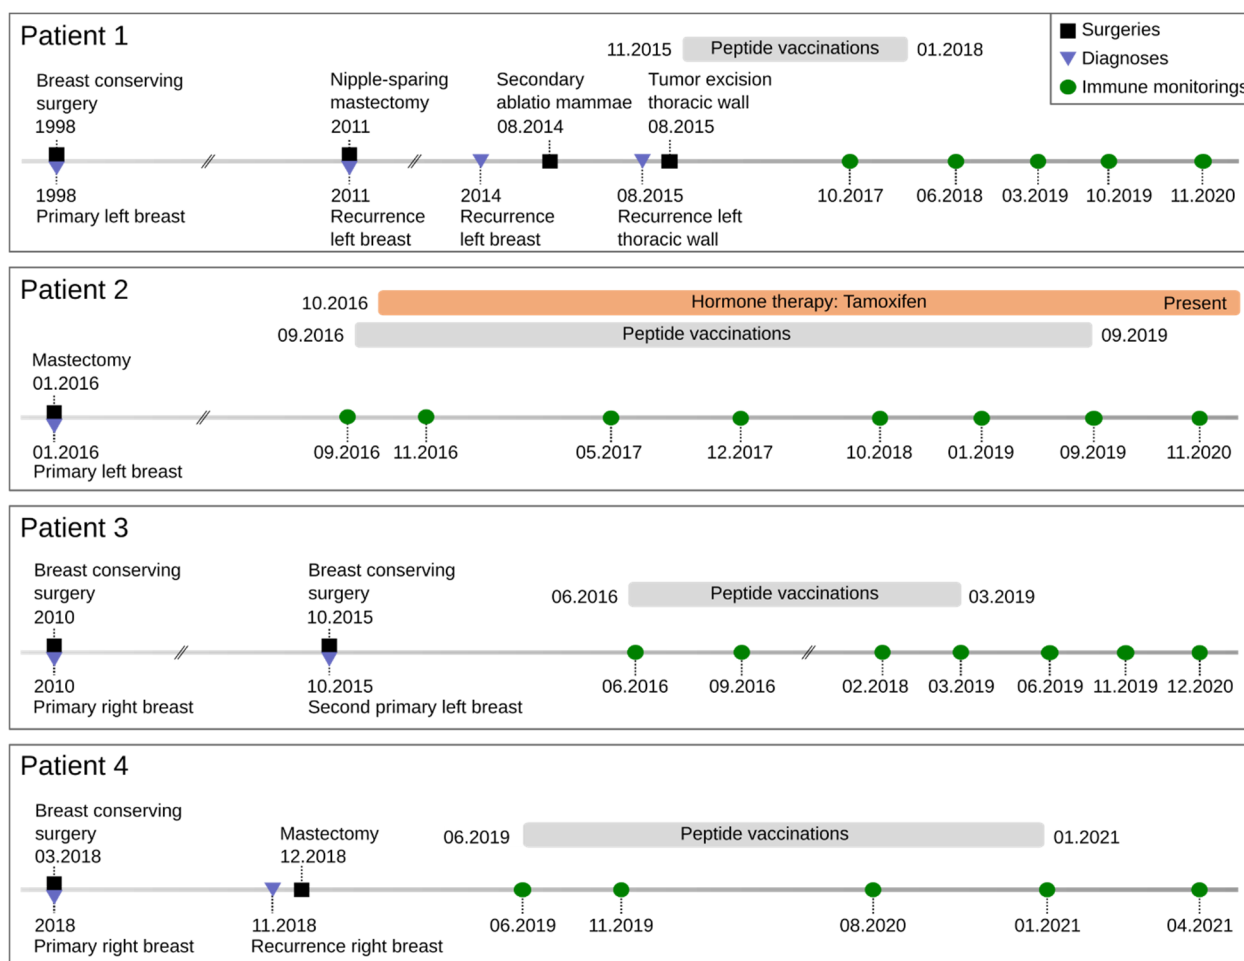 Patient 1
11.2015
Peptide vaccinations
01.2018
Surgeries
Diagnoses
Immune monitorings
Breast conserving
surgery
1998
Nipple-sparing
mastectomy
2011
Secondary
ablatio mammae
08.2014
Tumor excision
thoracic wall
08.2015
1998
Primary left breast
2011
Recurrence
left breast
2014
Recurrence
left breast
08.2015
Recurrence left
thoracic wall
10.2017
06.2018
03.2019
10.2019
11.2020
Patient 2
10.2016
Hormone therapy: Tamoxifen
Present
09.2016
Peptide vaccinations
09.2019
Mastectomy
01.2016
01.2016
Primary left breast
09.2016
11.2016
05.2017
12.2017
10.2018
01.2019
09.2019
11.2020
Patient 3
Breast conserving
surgery
2010
Breast conserving
surgery
10.2015
06.2016
Peptide vaccinations
03.2019
2010
Primary right breast
10.2015
Second primary left breast
06.2016
09.2016
02.2018
03.2019
06.2019
11.2019
12.2020
Patient 4
Breast conserving
surgery
03.2018
Mastectomy
12.2018
06.2019
Peptide vaccinations
01.2021
2018
Primary right breast
11.2018
Recurrence right breast
06.2019
11.2019
08.2020
01.2021
04.2021